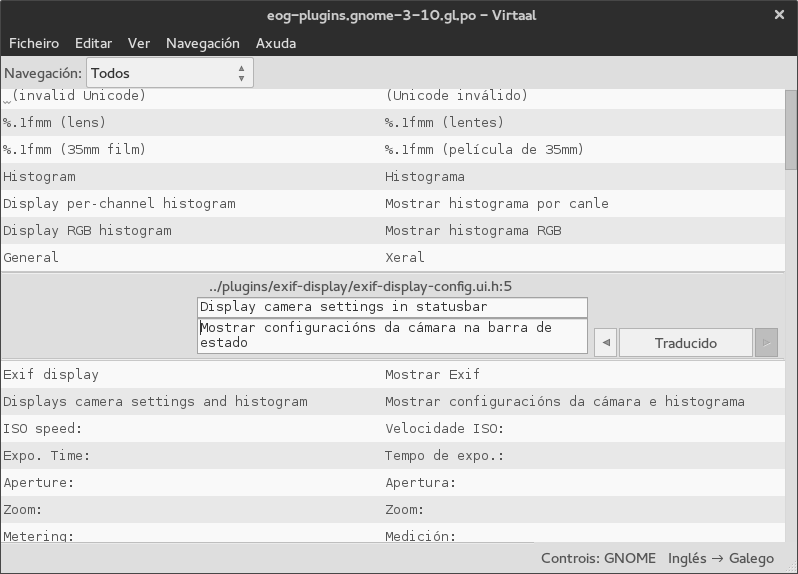 eog-plugins.gnome-3-10.gl.po – Virtaal
Ficheiro Editar Ver Navegación Axuda
Navegación: Todos
(invalid Unicode) (Unicode inválido)
%.1fmm (lens) %.1fmm (lentes)
%.1fmm (35mm film) %.1fmm (película de 35mm)
Histogram Histograma
Display per-channel histogram Mostrar histograma por canle
Display RGB histogram Mostrar histograma RGB
General Xeral
../plugins/exif-display/exif-display-config.ui.h:5
Display camera settings in statusbar
Mostrar configuracións da cámara na barra de
estado
Traducido
Exif display Mostrar Exif
Displays camera settings and histogram Mostrar configuracións da cámara e histograma
ISO speed: Velocidade ISO:
Expo. Time: Tempo de expo.:
Aperture: Apertura:
Zoom: Zoom:
Metering: Medición:
Controis: GNOME Inglés → Galego